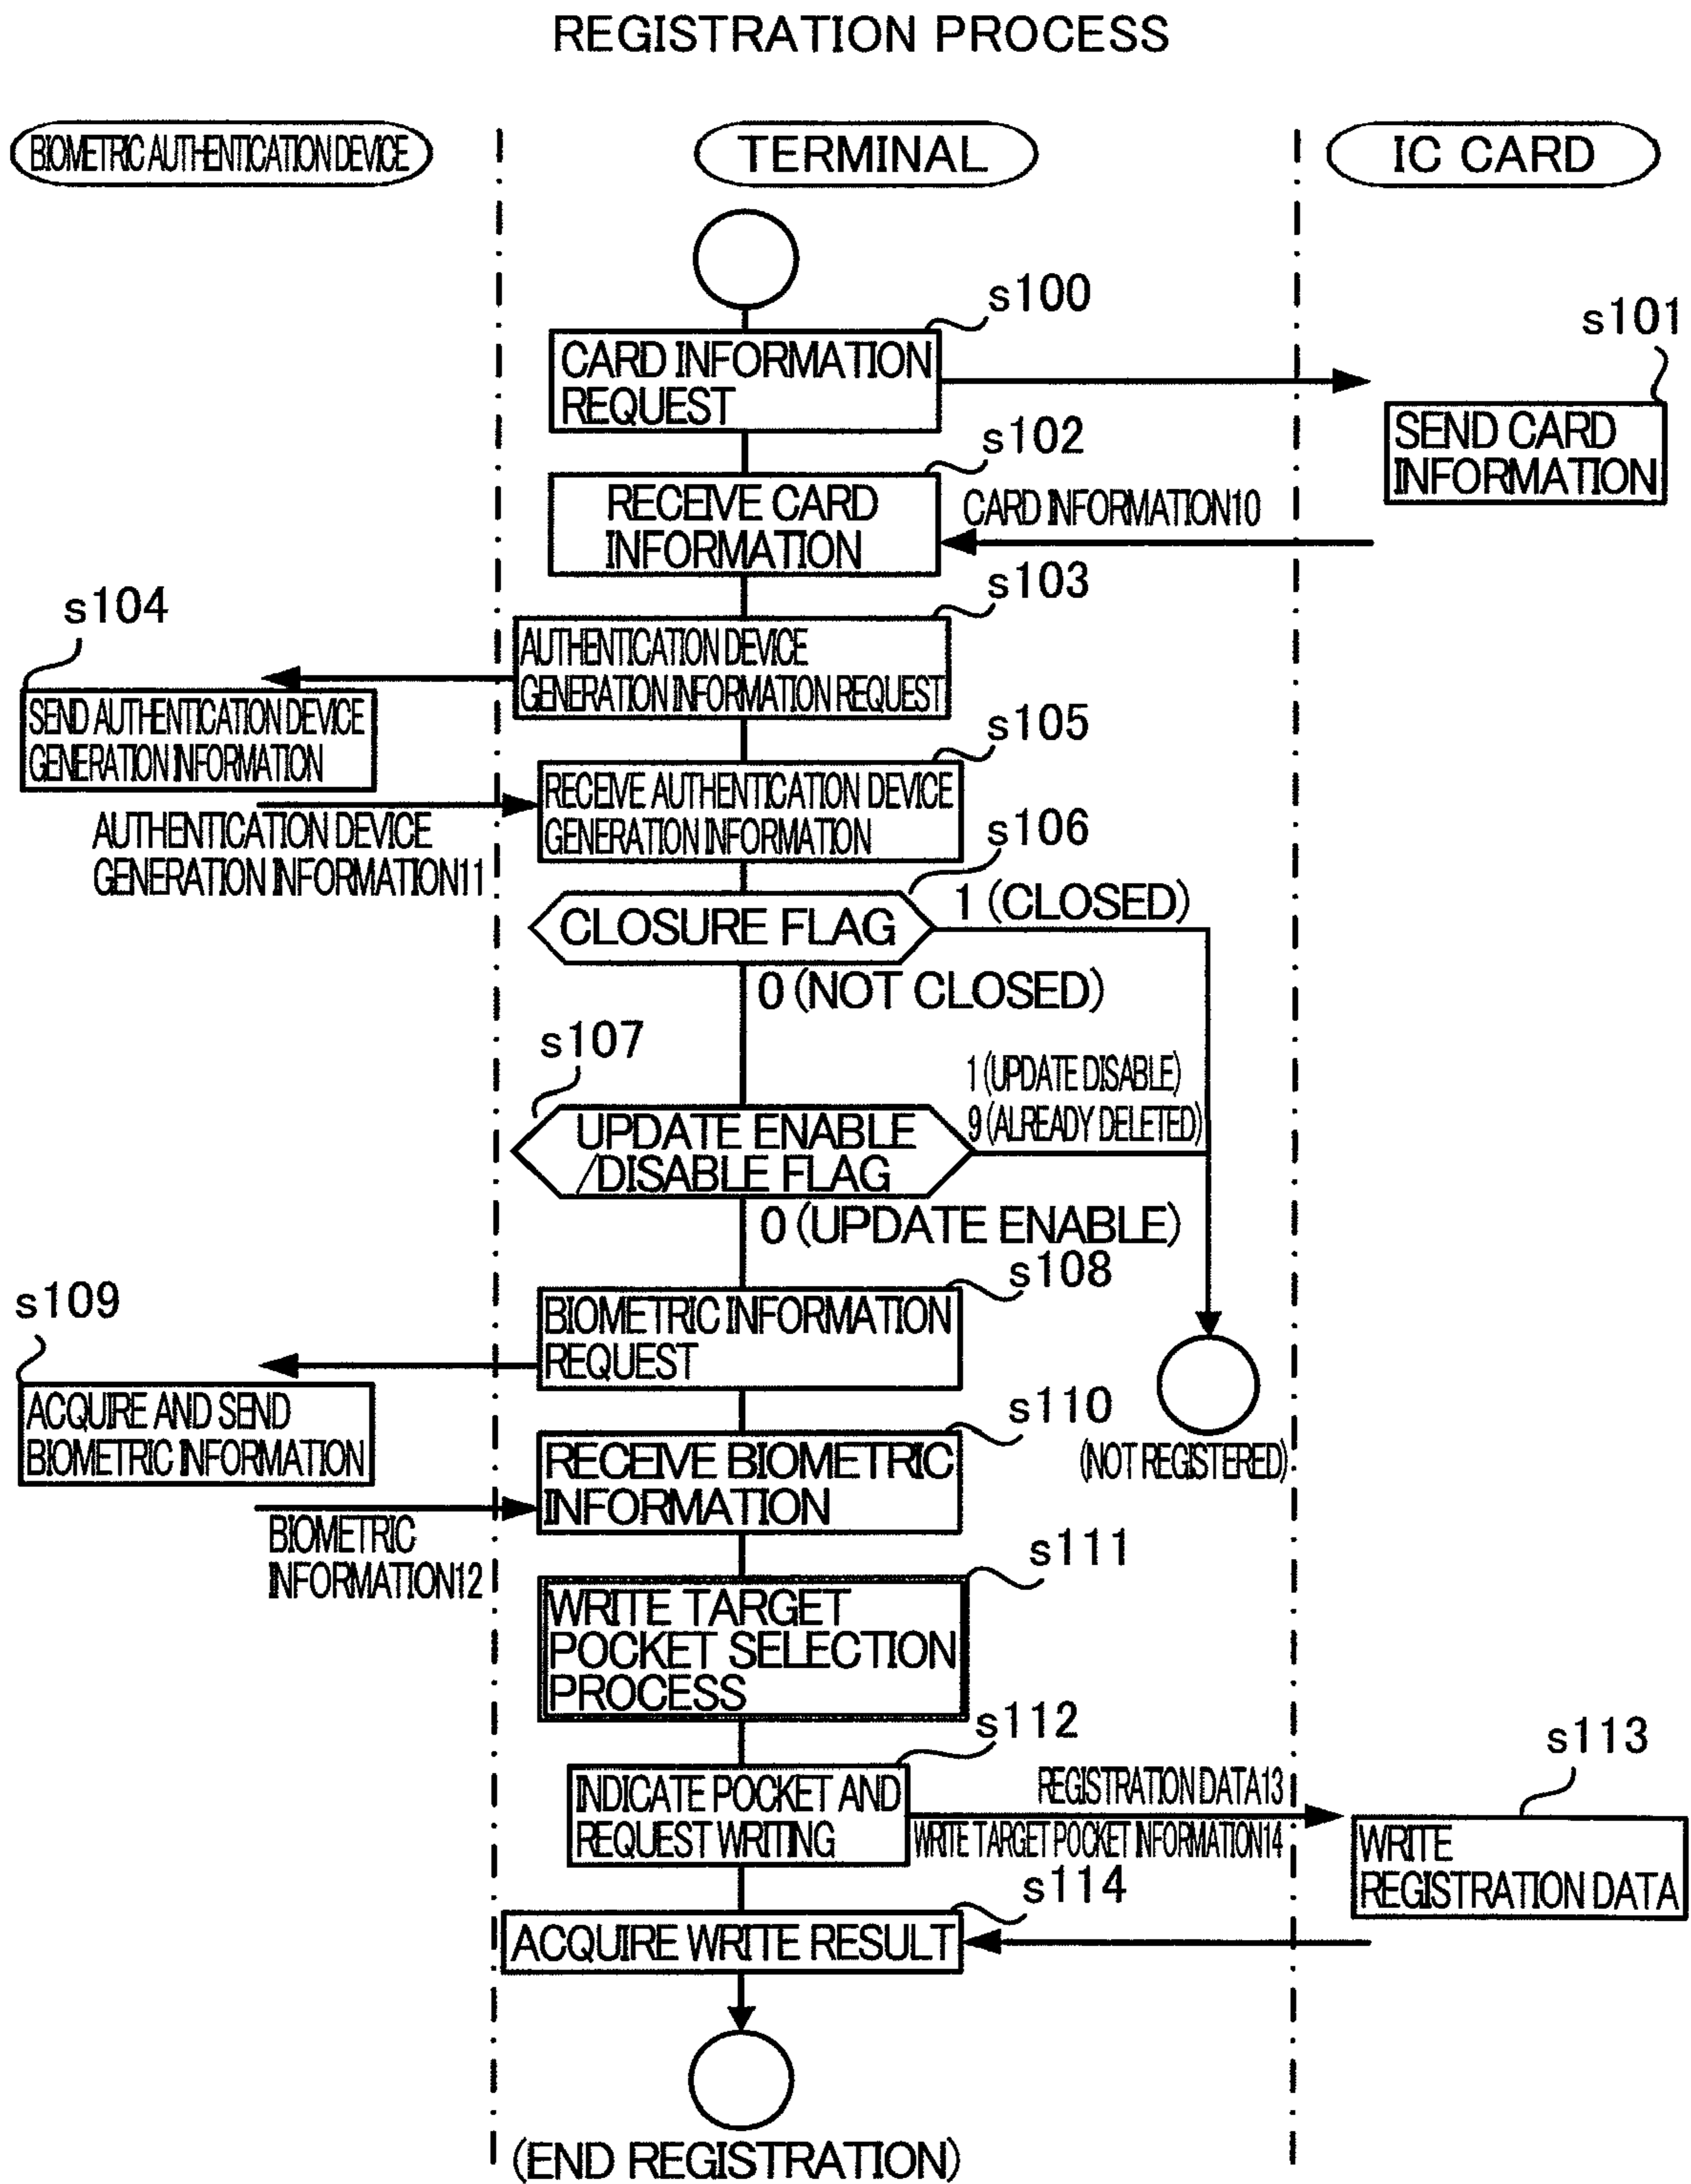 REGISTRATION PROCESS
BIOMETRIC AUTHENTICATION DEVICE
TERMINAL
IC CARD
s100
s101
CARD INFORMATION
REQUEST
s102
SEND CARD
INFORMATION
RECEIVE CARD
INFORMATION
CARD INFORMATION10
s103
s104
AUTHENTICATION DEVICE
GENERATION INFORMATION REQUEST
SEND AUTHENTICATION DEVICE
GENERATION INFORMATION
s105
RECEIVE AUTHENTICATION DEVICE
GENERATION INFORMATION
AUTHENTICATION DEVICE
GENERATION INFORMATION11
s106
CLOSURE FLAG
1 (CLOSED)
0 (NOT CLOSED)
s107
1 (UPDATE DISABLE)
9 (ALREADY DELETED)
UPDATE ENABLE
/DISABLE FLAG
0 (UPDATE ENABLE)
s108
s109
BIOMETRIC INFORMATION
REQUEST
ACQUIRE AND SEND
BIOMETRIC INFORMATION
s110
(NOT REGISTERED)
RECEIVE BIOMETRIC
INFORMATION
BIOMETRIC
INFORMATION12
s111
WRITE TARGET
POCKET SELECTION
PROCESS
s112
s113
INDICATE POCKET AND
REQUEST WRITING
REGISTRATION DATA13
WRITE TARGET POCKET INFORMATION14
WRITE
REGISTRATION DATA
s114
ACQUIRE WRITE RESULT
(END REGISTRATION)